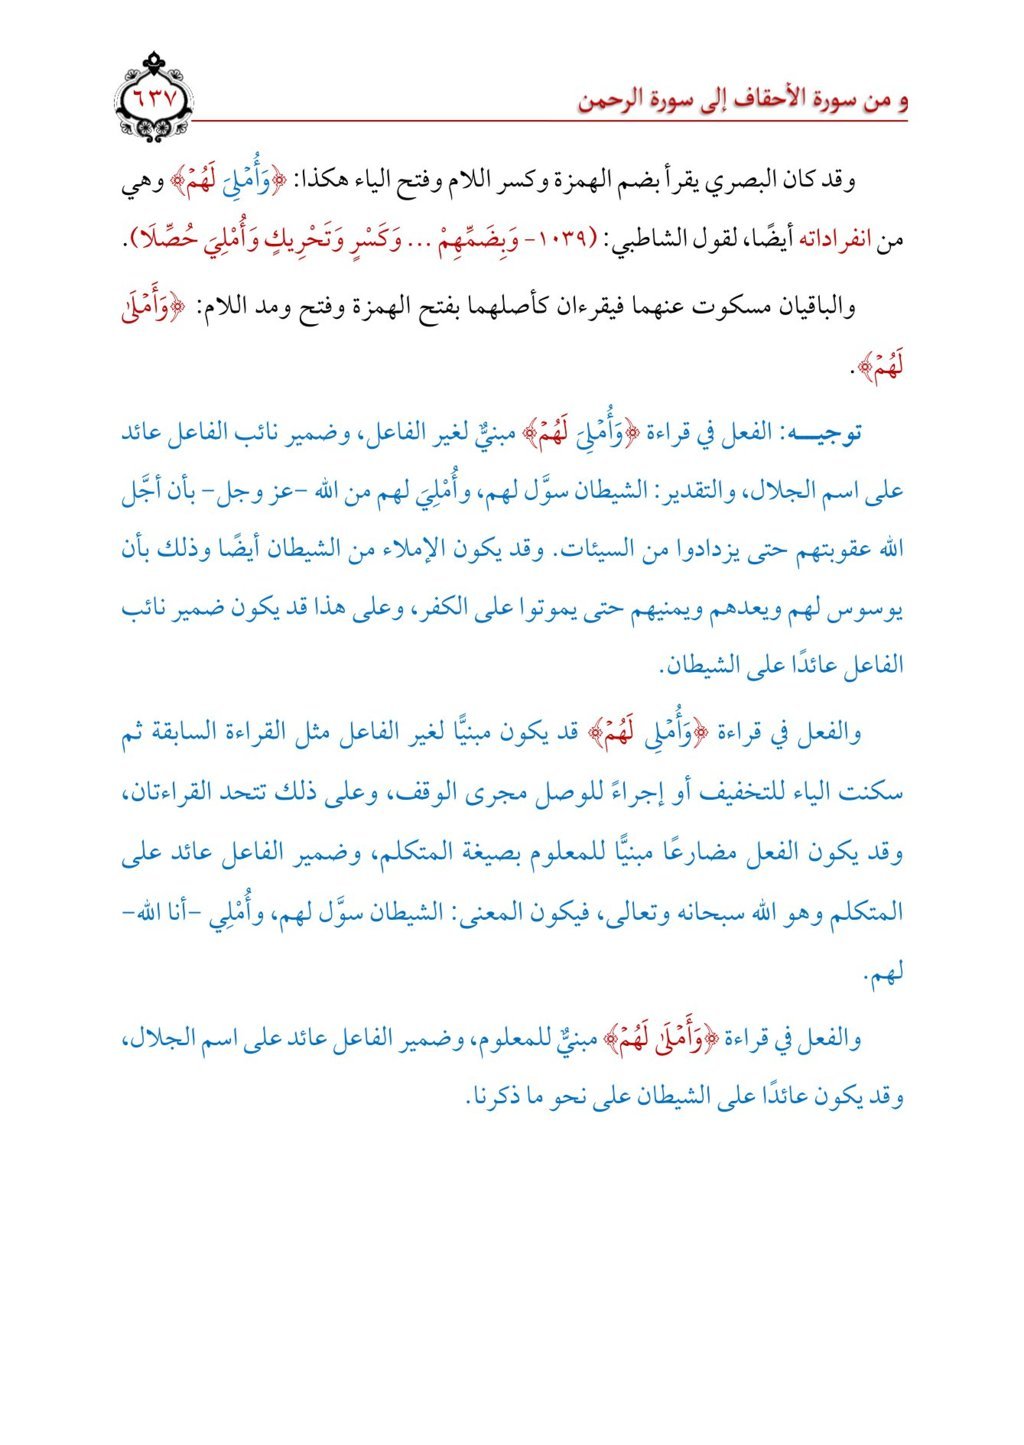 و من سورة الأحقاف إلى سورة الرحمن
٦٣٧
وقد كان البصري يقرأ بضم الهمزة وكسر اللام وفتح الياء هكذا: ﴿وَأُمۡلِيَ لَهُمۡ﴾ وهي
من انفراداته أيضًا، لقول الشاطبي: (١٠٣٩- وَبِضَمِّهِمْ ... وَكَسْرٍ وَتَحْرِيكٍ وَأُمْلِيَ حُصِّلَا).
والباقيان مسكوت عنهما فيقرءان كأصلهما بفتح الهمزة وفتح ومد اللام: ﴿وَأَمۡلَىٰ
لَهُمۡ﴾.
توجيـــه: الفعل في قراءة ﴿وَأُمۡلِيَ لَهُمۡ﴾ مبنيٌّ لغير الفاعل، وضمير نائب الفاعل عائد
على اسم الجلال، والتقدير: الشيطان سوَّل لهم، وأُمْلِيَ لهم من الله -عز وجل- بأن أجَّل
الله عقوبتهم حتى يزدادوا من السيئات. وقد يكون الإملاء من الشيطان أيضًا وذلك بأن
يوسوس لهم ويعدهم ويمنيهم حتى يموتوا على الكفر، وعلى هذا قد يكون ضمير نائب
الفاعل عائدًا على الشيطان.
والفعل في قراءة ﴿وَأُمۡلِى لَهُمۡ﴾ قد يكون مبنيًّا لغير الفاعل مثل القراءة السابقة ثم
سكنت الياء للتخفيف أو إجراءً للوصل مجرى الوقف، وعلى ذلك تتحد القراءتان،
وقد يكون الفعل مضارعًا مبنيًّا للمعلوم بصيغة المتكلم، وضمير الفاعل عائد على
المتكلم وهو الله سبحانه وتعالى، فيكون المعنى: الشيطان سوَّل لهم، وأُمْلِي -أنا الله-
لهم.
والفعل في قراءة ﴿وَأَمۡلَىٰ لَهُمۡ﴾ مبنيٌّ للمعلوم، وضمير الفاعل عائد على اسم الجلال،
وقد يكون عائدًا على الشيطان على نحو ما ذكرنا.